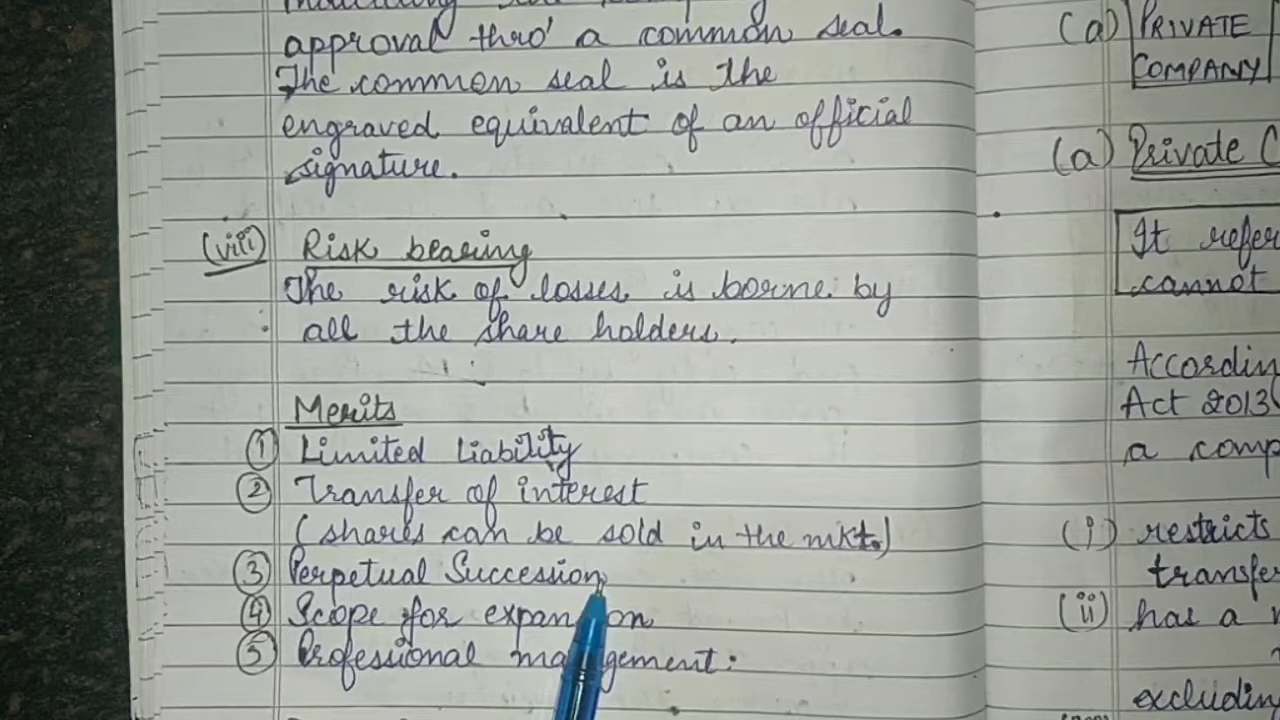 approval thro' a common seal.
The common seal is the
engraved equivalent of an official
signature.
(viii) Risk bearing
The risk of losses is borne by
all the share holders.
Merits
① Limited Liability
② Transfer of interest
(shares can be sold in the mkt.)
③ Perpetual Succession
④ Scope for expansion
⑤ Professional management:
(a) PRIVATE
COMPANY
(a) Private C
It refer
cannot
Accordin
Act 2013
a comp
(i) restricts
transfe
(ii) has a
excludin